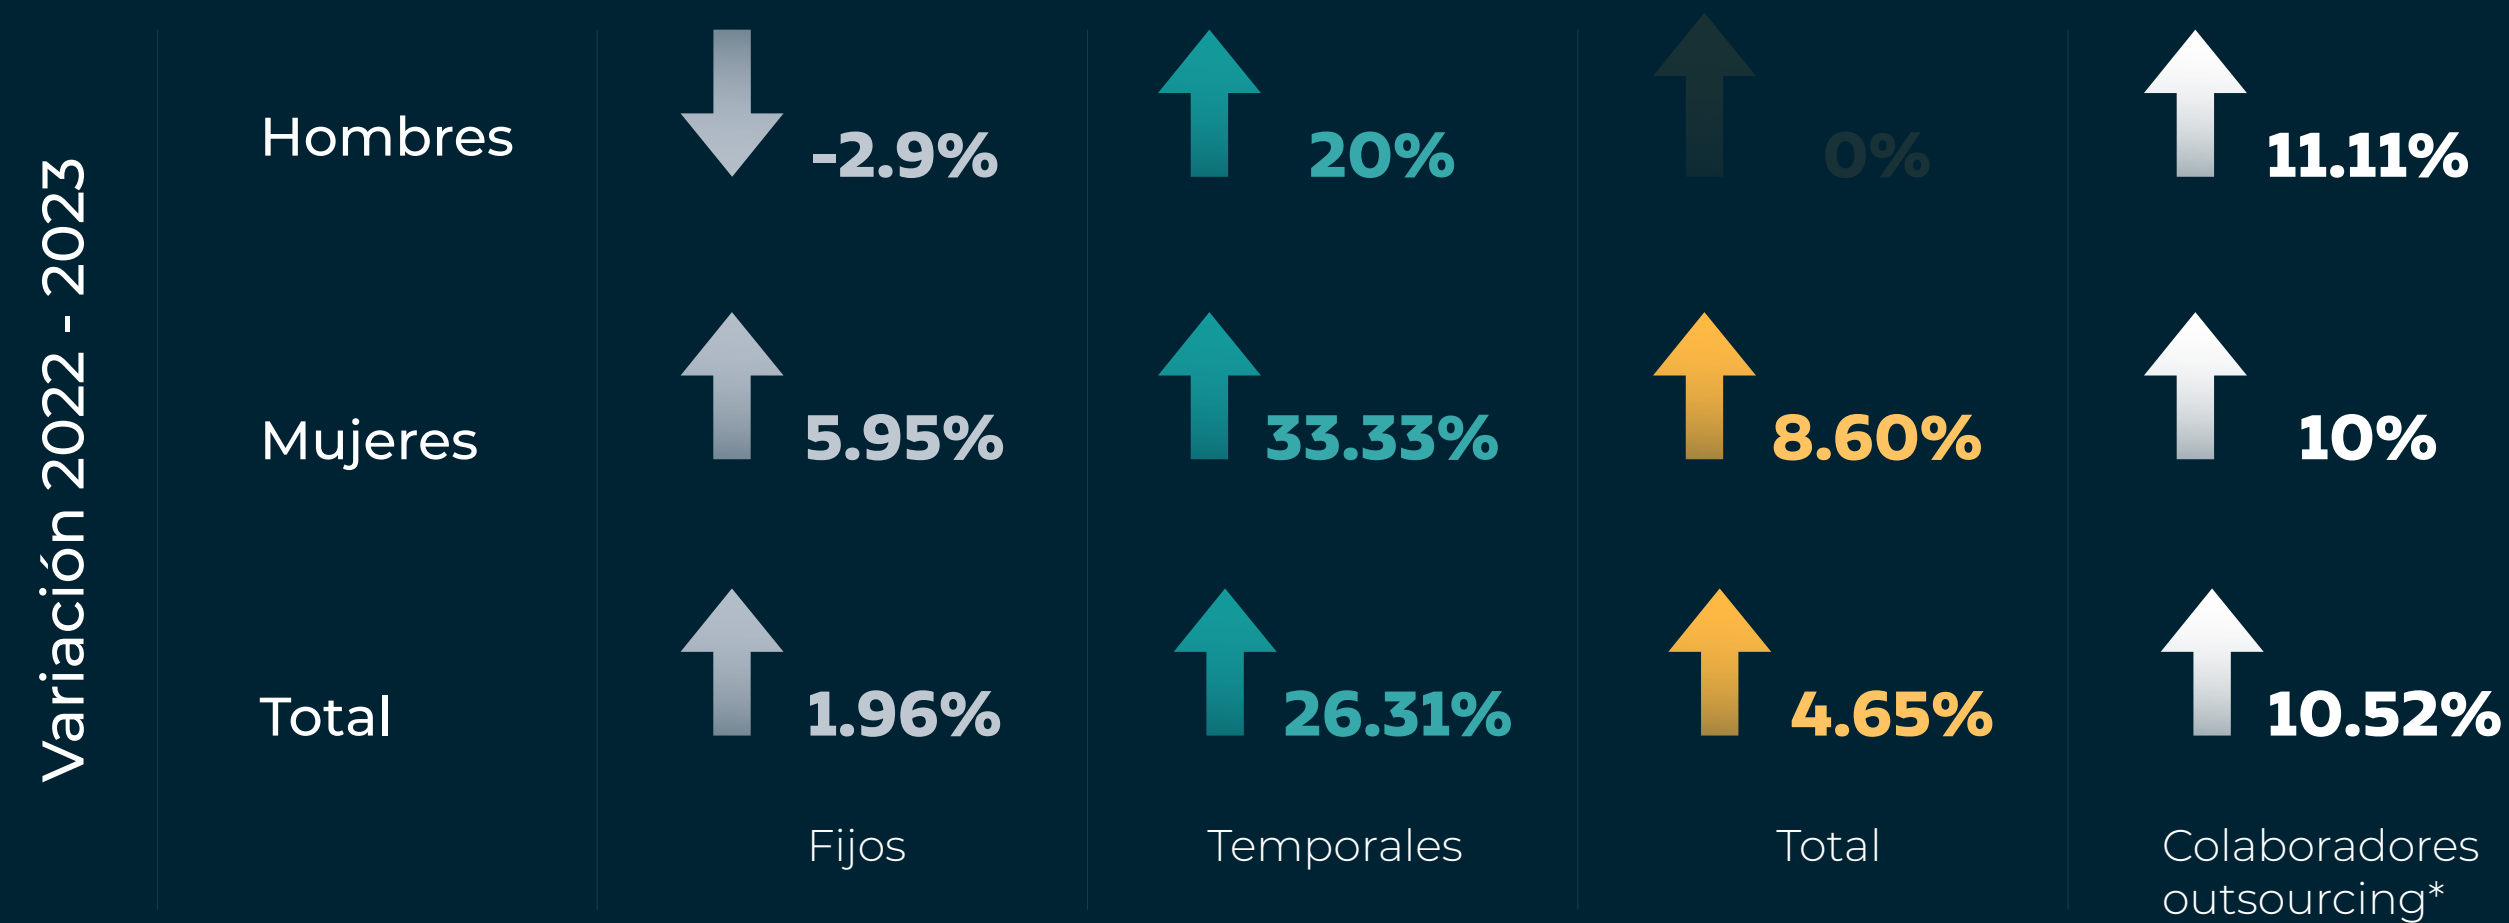 Variación 2022 - 2023
Hombres
-2.9%
20%
0%
11.11%
Mujeres
5.95%
33.33%
8.60%
10%
Total
1.96%
26.31%
4.65%
10.52%
Fijos
Temporales
Total
Colaboradores
outsourcing*